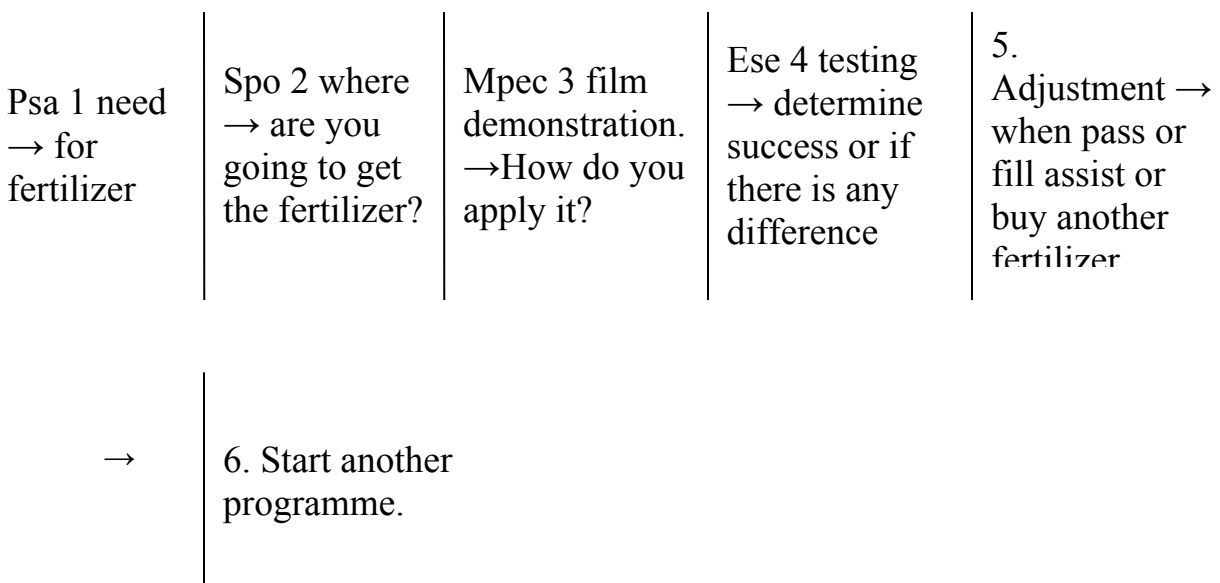 Psa 1 need
→ for
fertilizer
Spo 2 where
→ are you
going to get
the fertilizer?
Mpec 3 film
demonstration.
→How do you
apply it?
Ese 4 testing
→ determine
success or if
there is any
difference
5.
Adjustment →
when pass or
fill assist or
buy another
fertilizer
→
6. Start another
programme.